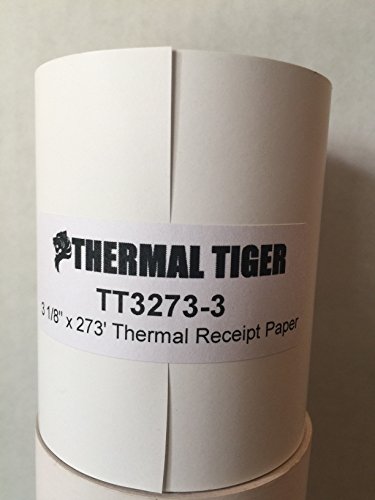 THERMAL TIGER
TT3273-3
3 1/8" x 273' Thermal Receipt Paper